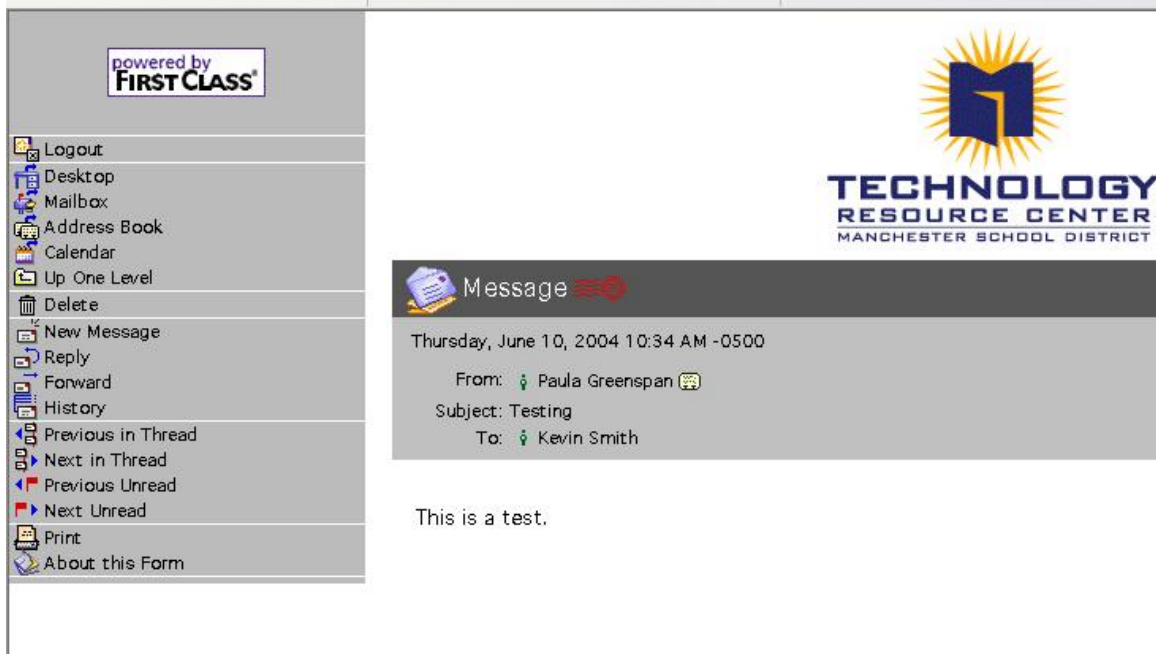 powered by
FIRSTCLASS®
Logout
Desktop
Mailbox
Address Book
Calendar
Up One Level
Delete
New Message
Reply
Forward
History
Previous in Thread
Next in Thread
Previous Unread
Next Unread
Print
About this Form
TECHNOLOGY
RESOURCE CENTER
MANCHESTER SCHOOL DISTRICT
Message
Thursday, June 10, 2004 10:34 AM -0500
From: Paula Greenspan
Subject: Testing
To: Kevin Smith
This is a test.